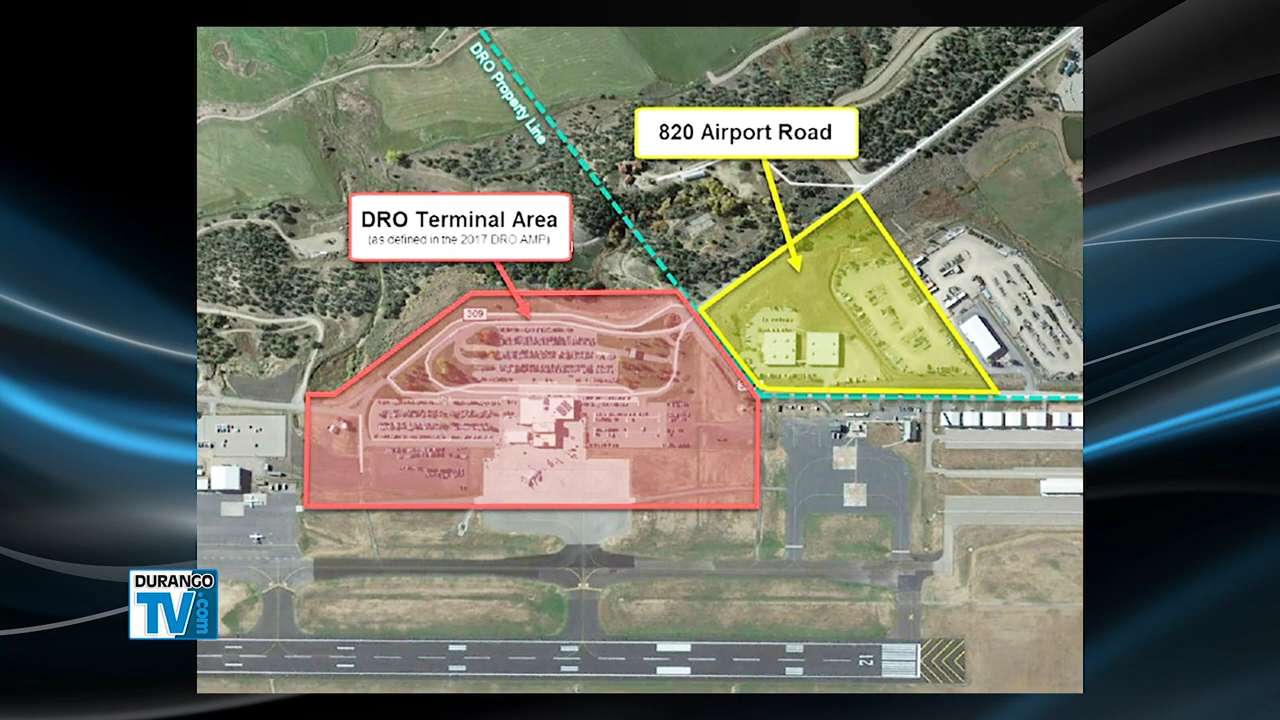 DRO Property Line
820 Airport Road
DRO Terminal Area
(as defined in the 2017 DRO AMP)
309
21
DURANGO
TV.com